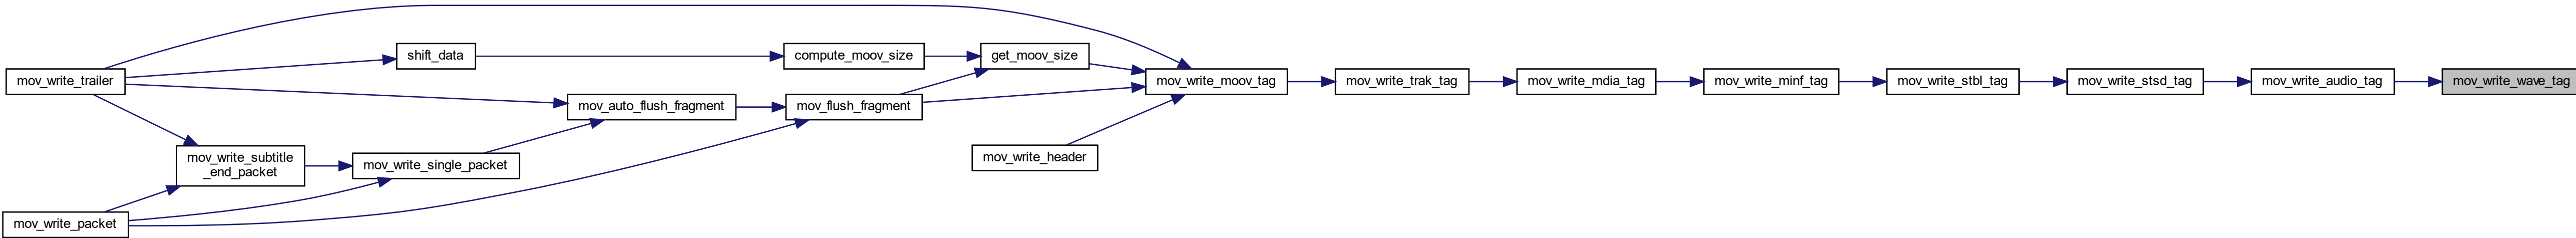 mov_write_trailer
shift_data
compute_moov_size
get_moov_size
mov_write_moov_tag
mov_write_trak_tag
mov_write_mdia_tag
mov_write_minf_tag
mov_write_stbl_tag
mov_write_stsd_tag
mov_write_audio_tag
mov_write_wave_tag
mov_auto_flush_fragment
mov_flush_fragment
mov_write_subtitle
_end_packet
mov_write_single_packet
mov_write_header
mov_write_packet